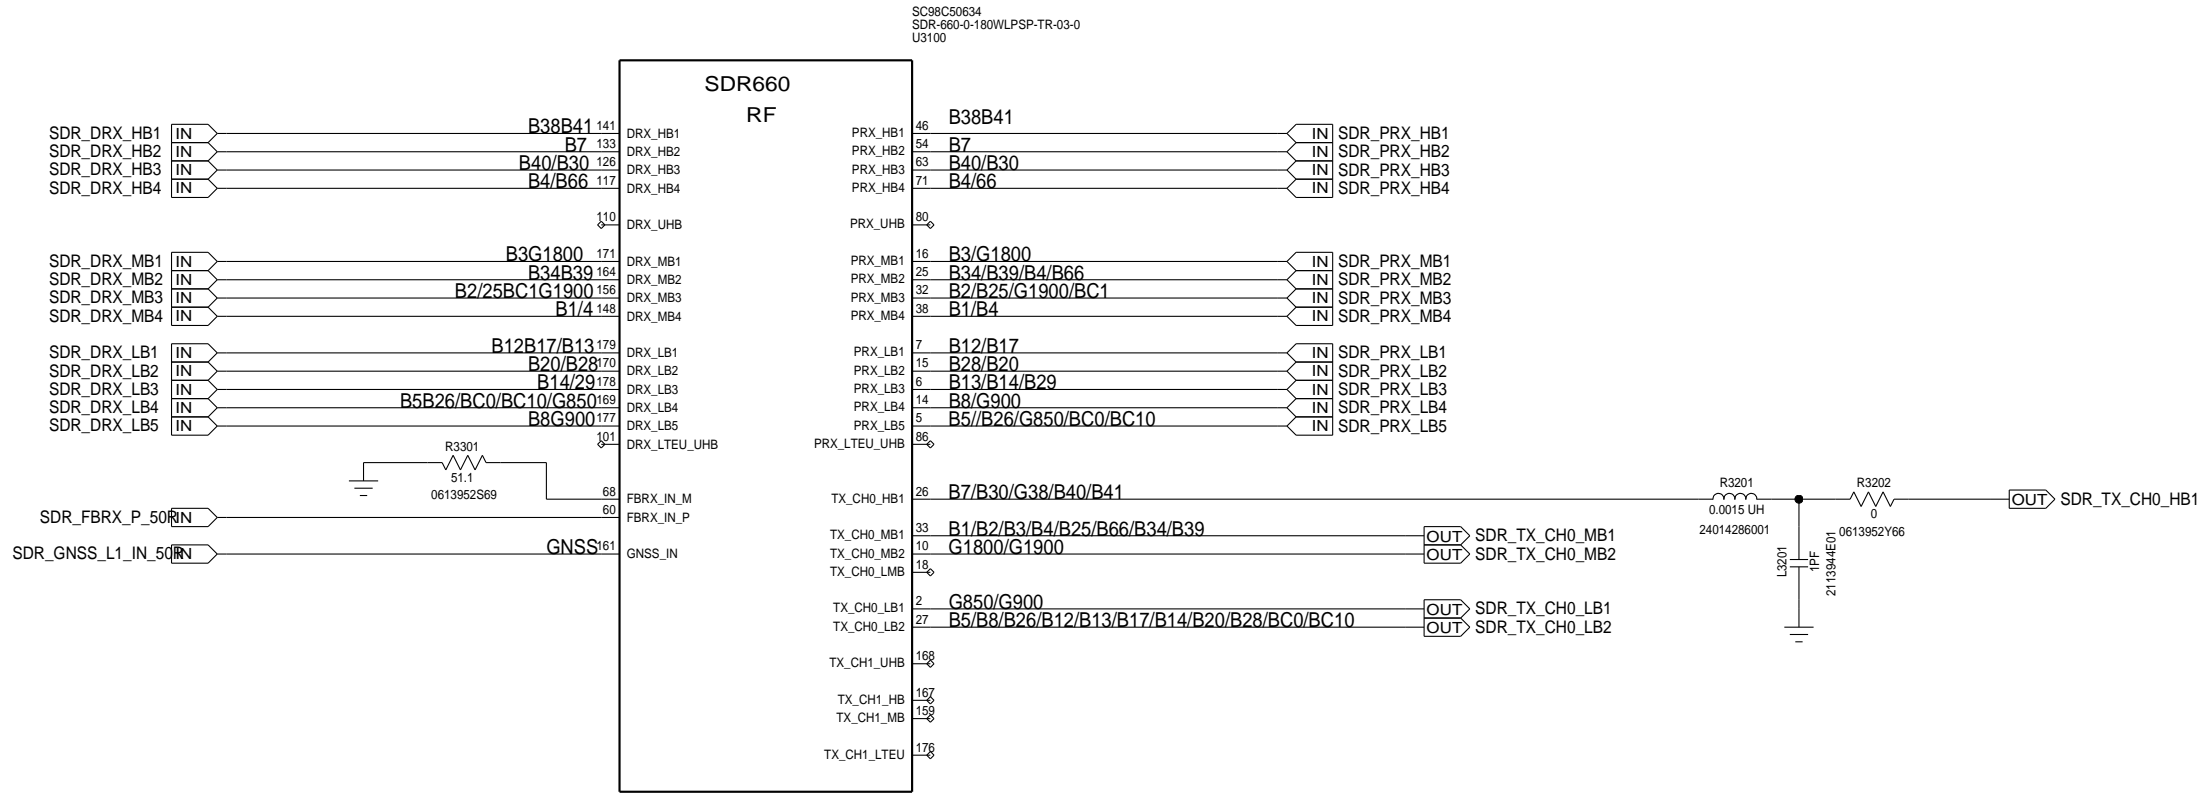 SC98C50634
SDR-660-0-180WLPSP-TR-03-0
U3100
SDR660
RF
SDR_DRX_HB1 IN B38B41 141 DRX_HB1
SDR_DRX_HB2 IN B7 133 DRX_HB2
SDR_DRX_HB3 IN B40/B30 126 DRX_HB3
SDR_DRX_HB4 IN B4/B66 117 DRX_HB4
110 DRX_UHB
SDR_DRX_MB1 IN B3G1800 171 DRX_MB1
SDR_DRX_MB2 IN B34B39 164 DRX_MB2
SDR_DRX_MB3 IN B2/25BC1G1900 156 DRX_MB3
SDR_DRX_MB4 IN B1/4 148 DRX_MB4
SDR_DRX_LB1 IN B12B17/B13 179 DRX_LB1
SDR_DRX_LB2 IN B20/B28 170 DRX_LB2
SDR_DRX_LB3 IN B14/29 178 DRX_LB3
SDR_DRX_LB4 IN B5B26/BC0/BC10/G850 169 DRX_LB4
SDR_DRX_LB5 IN B8G900 177 DRX_LB5
101 DRX_LTEU_UHB
R3301
51.1
0613952S69
68 FBRX_IN_M
SDR_FBRX_P_50R IN 60 FBRX_IN_P
SDR_GNSS_L1_IN_50R IN GNSS 161 GNSS_IN
PRX_HB1 46 B38B41 IN SDR_PRX_HB1
PRX_HB2 54 B7 IN SDR_PRX_HB2
PRX_HB3 63 B40/B30 IN SDR_PRX_HB3
PRX_HB4 71 B4/66 IN SDR_PRX_HB4
PRX_UHB 80
PRX_MB1 16 B3/G1800 IN SDR_PRX_MB1
PRX_MB2 25 B34/B39/B4/B66 IN SDR_PRX_MB2
PRX_MB3 32 B2/B25/G1900/BC1 IN SDR_PRX_MB3
PRX_MB4 38 B1/B4 IN SDR_PRX_MB4
PRX_LB1 7 B12/B17 IN SDR_PRX_LB1
PRX_LB2 15 B28/B20 IN SDR_PRX_LB2
PRX_LB3 6 B13/B14/B29 IN SDR_PRX_LB3
PRX_LB4 14 B8/G900 IN SDR_PRX_LB4
PRX_LB5 5 B5//B26/G850/BC0/BC10 IN SDR_PRX_LB5
PRX_LTEU_UHB 86
TX_CH0_HB1 26 B7/B30/G38/B40/B41 OUT SDR_TX_CH0_HB1
R3201
0.0015 UH
24014286001
R3202
0
0613952Y66
L3201
1PF
2113944E01
TX_CH0_MB1 33 B1/B2/B3/B4/B25/B66/B34/B39 OUT SDR_TX_CH0_MB1
TX_CH0_MB2 10 G1800/G1900 OUT SDR_TX_CH0_MB2
TX_CH0_LMB 18
TX_CH0_LB1 2 G850/G900 OUT SDR_TX_CH0_LB1
TX_CH0_LB2 27 B5/B8/B26/B12/B13/B17/B14/B20/B28/BC0/BC10 OUT SDR_TX_CH0_LB2
TX_CH1_UHB 168
TX_CH1_HB 167
TX_CH1_MB 159
TX_CH1_LTEU 176